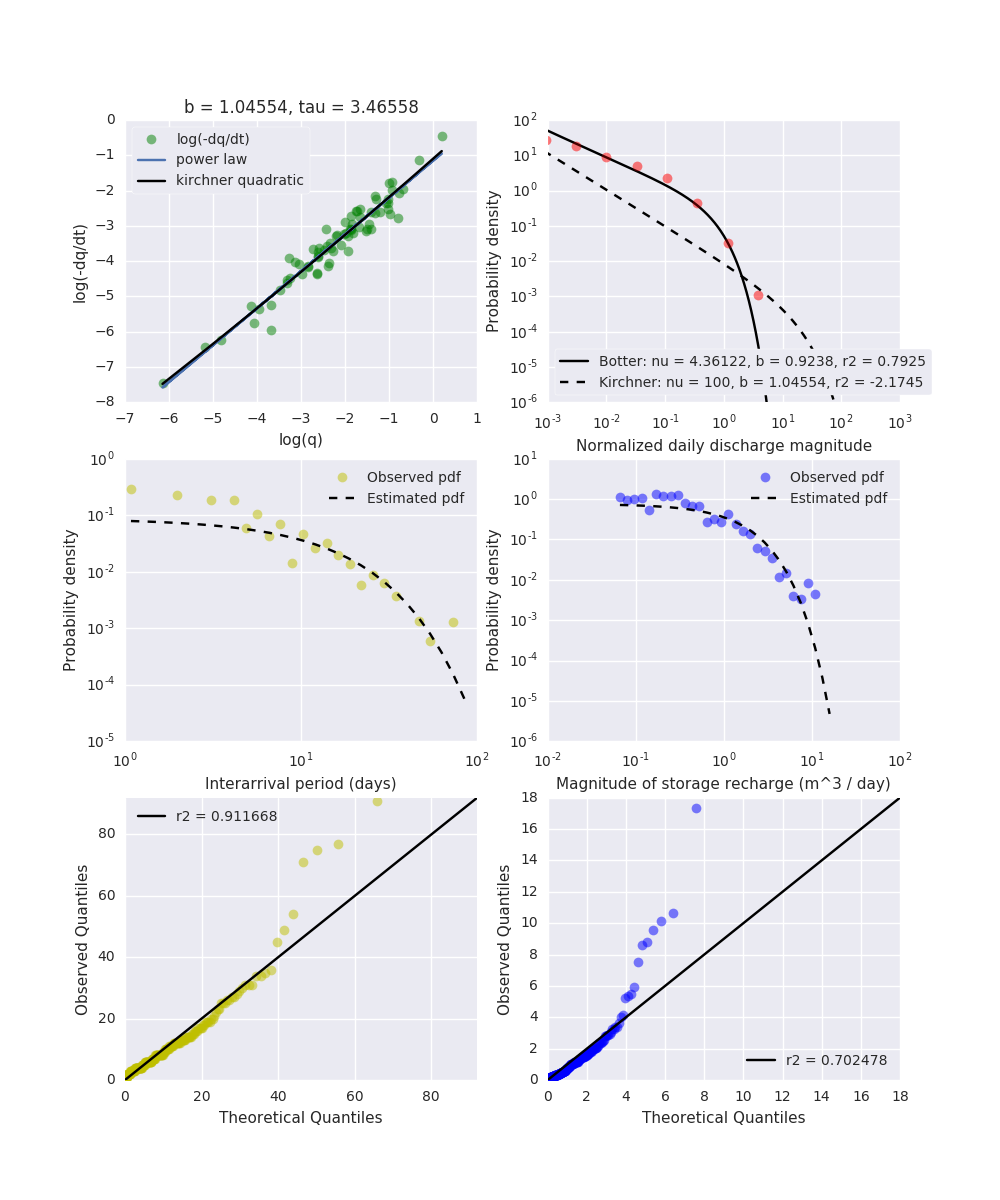 b = 1.04554, tau = 3.46558
0
−1
−2
−3
−4
−5
−6
−7
−8
log(-dq/dt)
log(-dq/dt)
power law
kirchner quadratic
−7 −6 −5 −4 −3 −2 −1 0 1
log(q)
10^2
10^1
10^0
10^-1
10^-2
10^-3
10^-4
10^-5
10^-6
Probability density
Botter: nu = 4.36122, b = 0.9238, r2 = 0.7925
Kirchner: nu = 100, b = 1.04554, r2 = -2.1745
10^-3 10^-2 10^-1 10^0 10^1 10^2 10^3
Normalized daily discharge magnitude
10^0
10^-1
10^-2
10^-3
10^-4
10^-5
Probability density
Observed pdf
Estimated pdf
10^0 10^1 10^2
Interarrival period (days)
10^1
10^0
10^-1
10^-2
10^-3
10^-4
10^-5
10^-6
Probability density
Observed pdf
Estimated pdf
10^-2 10^-1 10^0 10^1 10^2
Magnitude of storage recharge (m^3 / day)
80
60
40
20
0
Observed Quantiles
r2 = 0.911668
0 20 40 60 80
Theoretical Quantiles
18
16
14
12
10
8
6
4
2
0
Observed Quantiles
r2 = 0.702478
0 2 4 6 8 10 12 14 16 18
Theoretical Quantiles